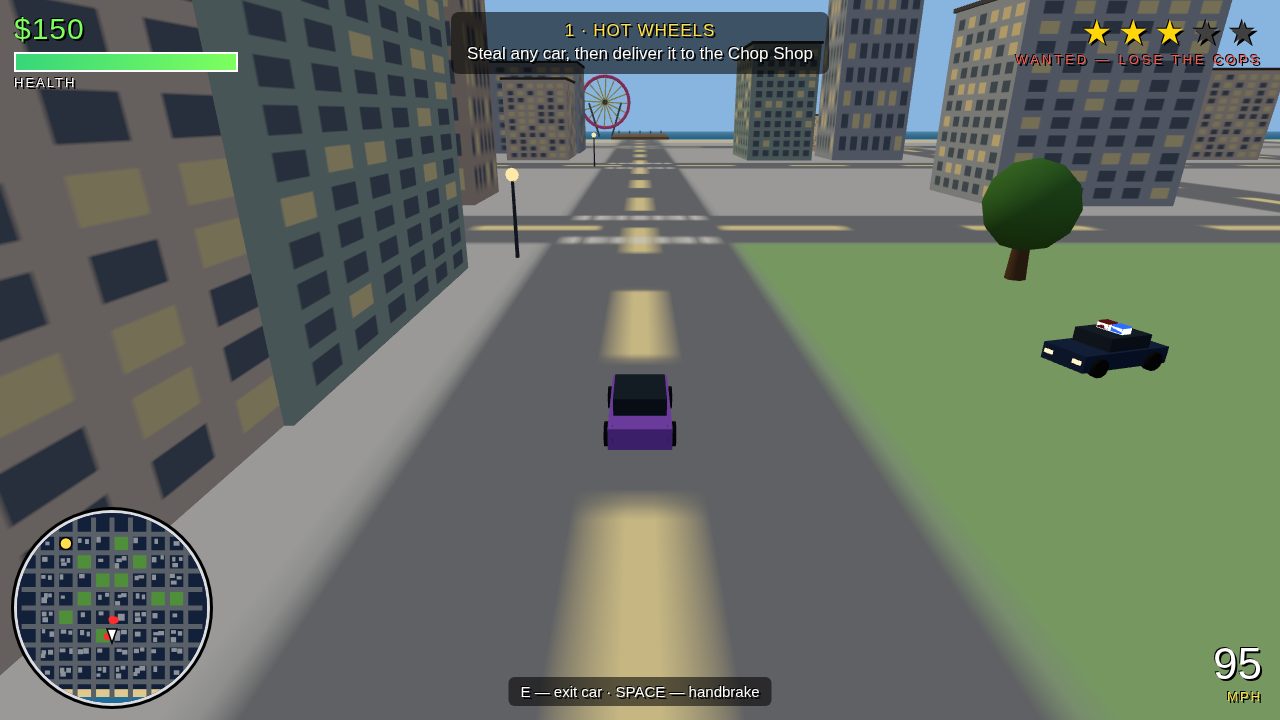 $150
HEALTH
1 · HOT WHEELS
Steal any car, then deliver it to the Chop Shop
★★★★★
WANTED — LOSE THE COPS
E — exit car · SPACE — handbrake
95
MPH